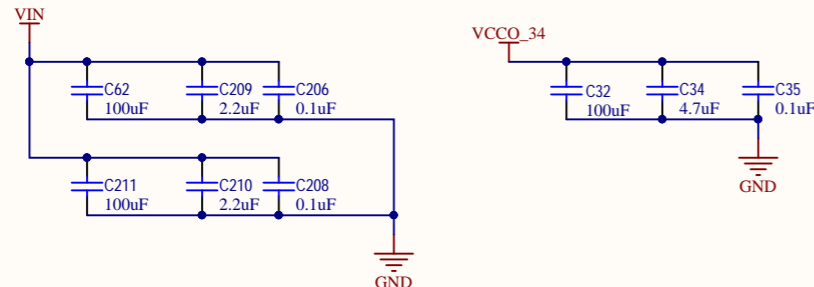 VIN
C62
100uF
C209
2.2uF
C206
0.1uF
C211
100uF
C210
2.2uF
C208
0.1uF
GND
VCCO_34
C32
100uF
C34
4.7uF
C35
0.1uF
GND